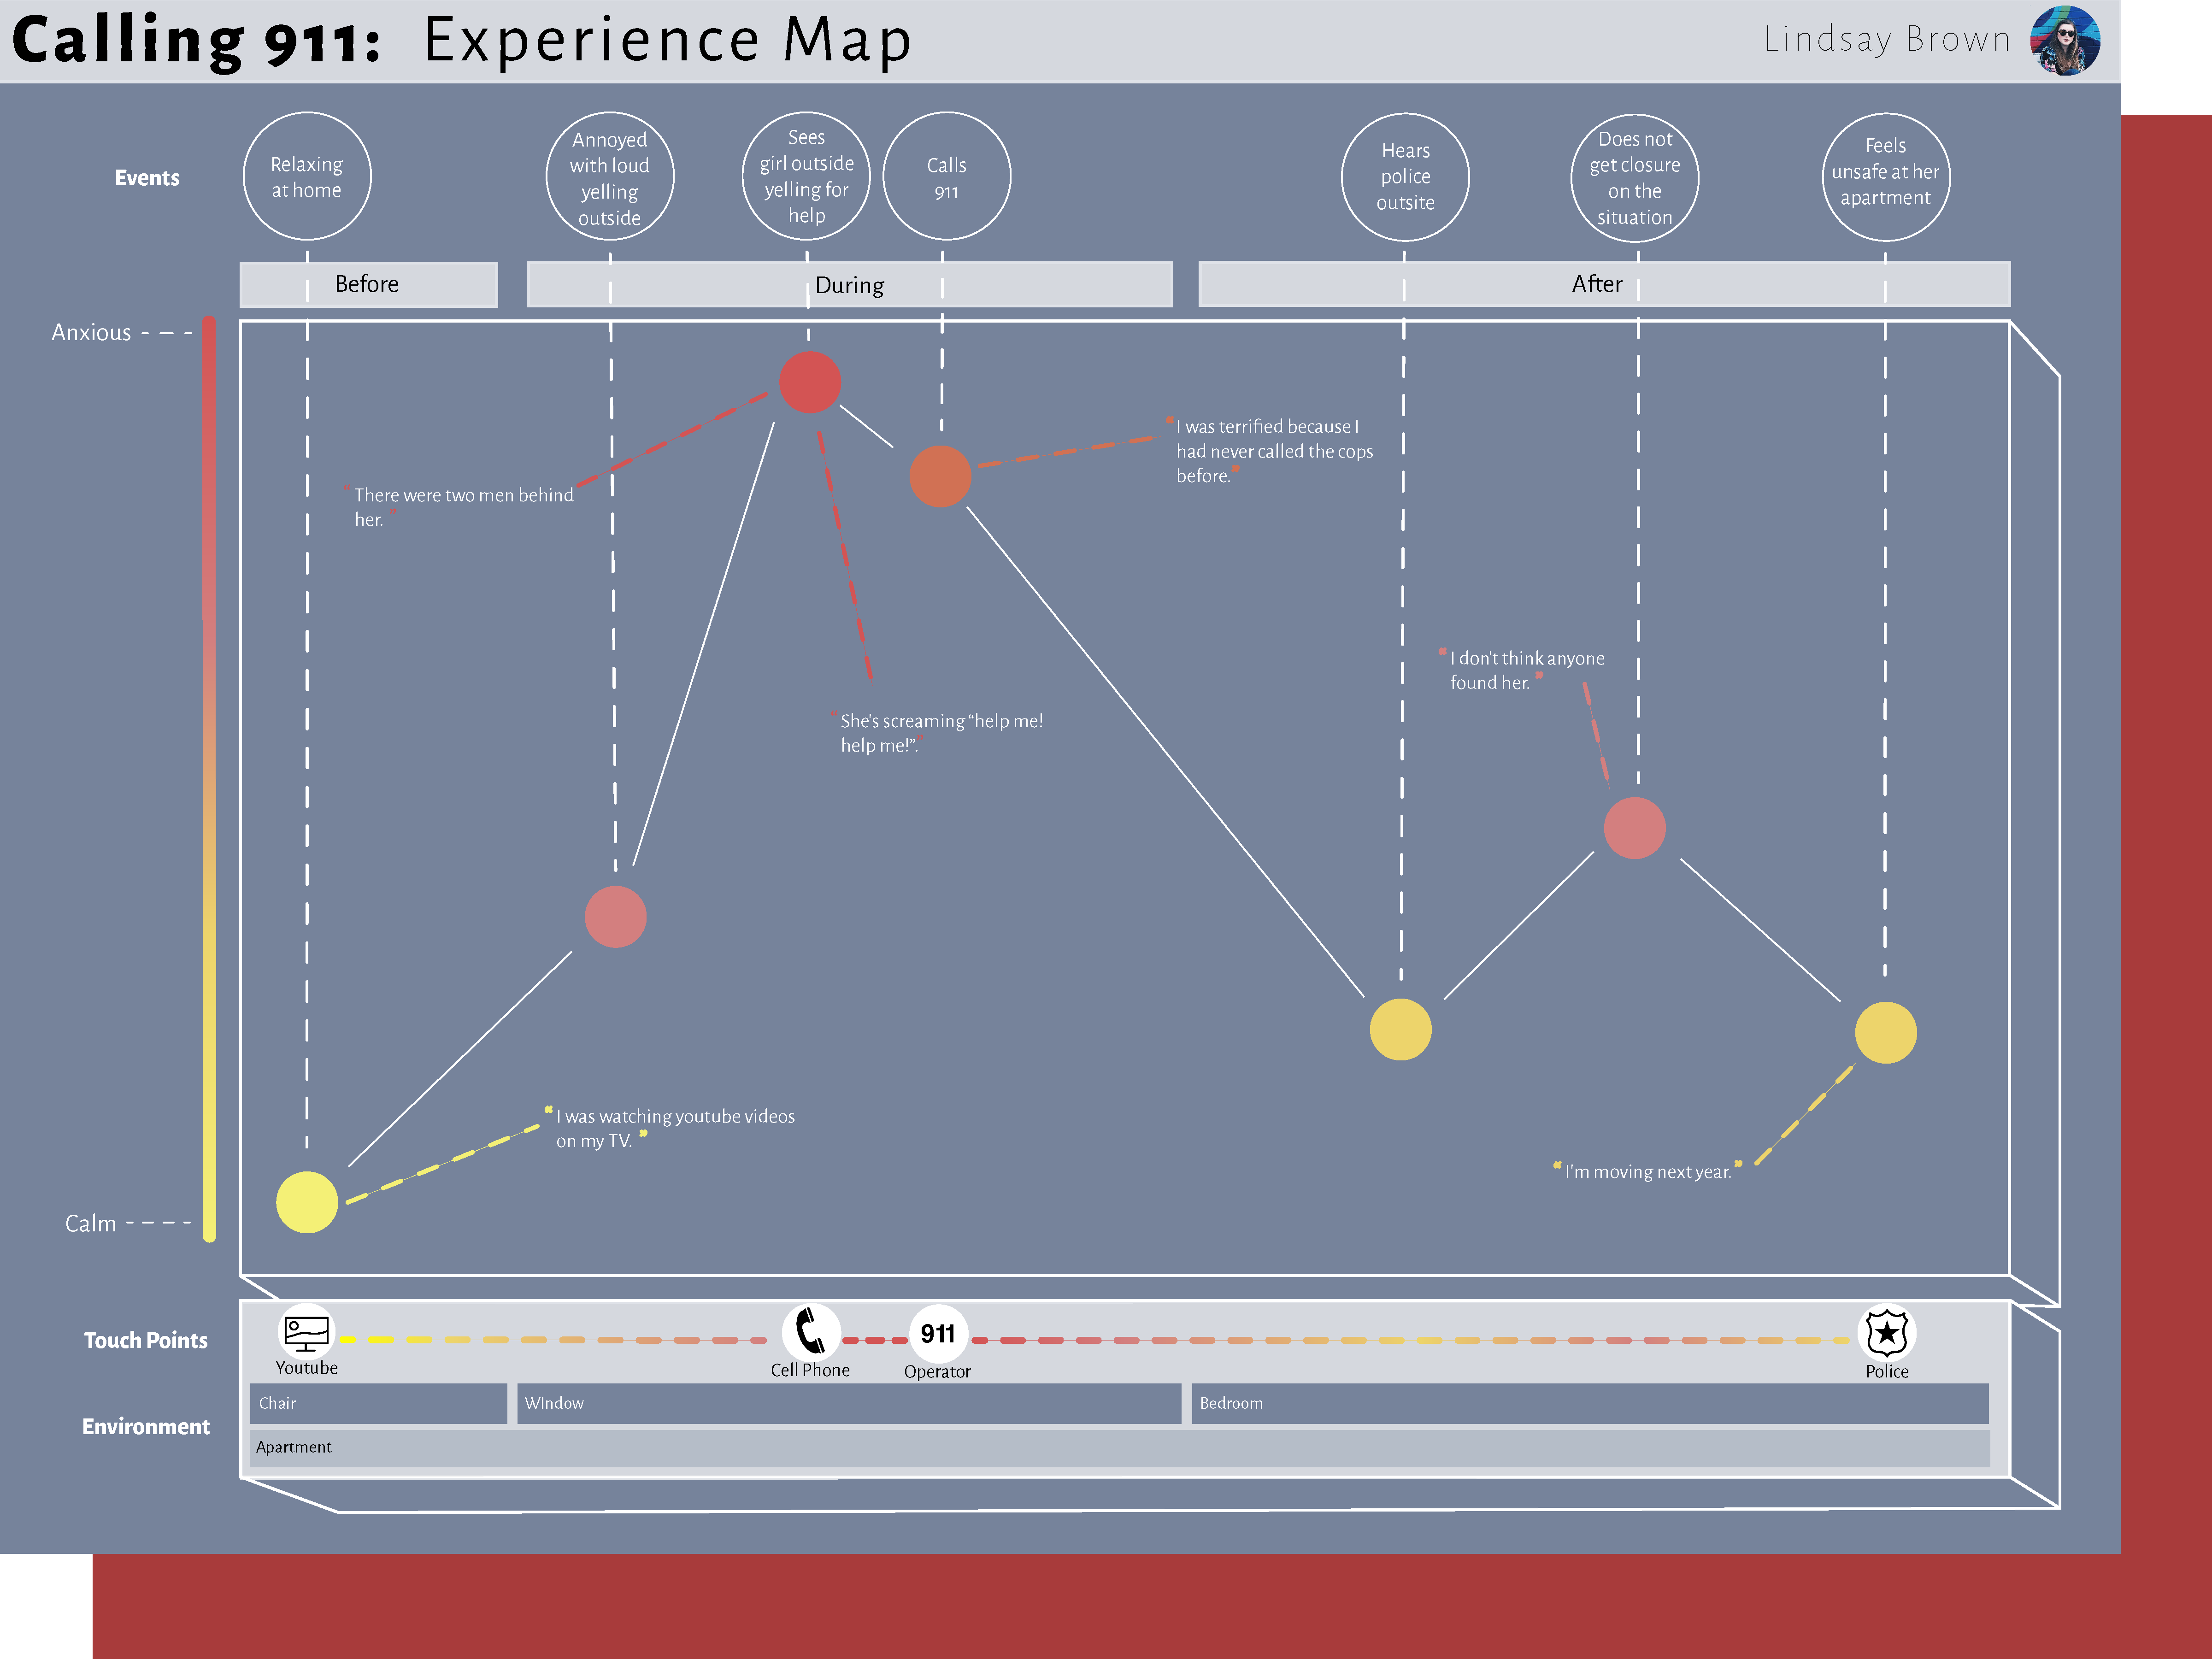 Calling 911: Experience Map
Lindsay Brown
Events
Relaxing
at home
Annoyed
with loud
yelling
outside
Sees
girl outside
yelling for
help
Calls
911
Hears
police
outsite
Does not
get closure
on the
situation
Feels
unsafe at her
apartment
Before
During
After
Anxious
“I was terrified because I
had never called the cops
before.”
“There were two men behind
her. ”
“I don't think anyone
found her. ”
“She's screaming “help me!
help me!”.”
“I was watching youtube videos
on my TV. ”
“I'm moving next year.”
Calm
Touch Points
911
Youtube
Cell Phone
Operator
Police
Environment
Chair
WIndow
Bedroom
Apartment